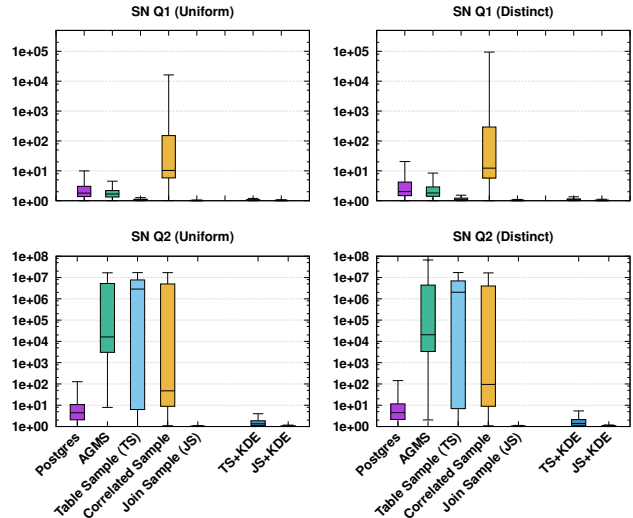 SN Q1 (Uniform)
1e+05
1e+04
1e+03
1e+02
1e+01
1e+00
SN Q1 (Distinct)
1e+05
1e+04
1e+03
1e+02
1e+01
1e+00
SN Q2 (Uniform)
1e+08
1e+07
1e+06
1e+05
1e+04
1e+03
1e+02
1e+01
1e+00
Postgres
AGMS
Table Sample (TS)
Correlated Sample
Join Sample (JS)
TS+KDE
JS+KDE
SN Q2 (Distinct)
1e+08
1e+07
1e+06
1e+05
1e+04
1e+03
1e+02
1e+01
1e+00
Postgres
AGMS
Table Sample (TS)
Correlated Sample
Join Sample (JS)
TS+KDE
JS+KDE